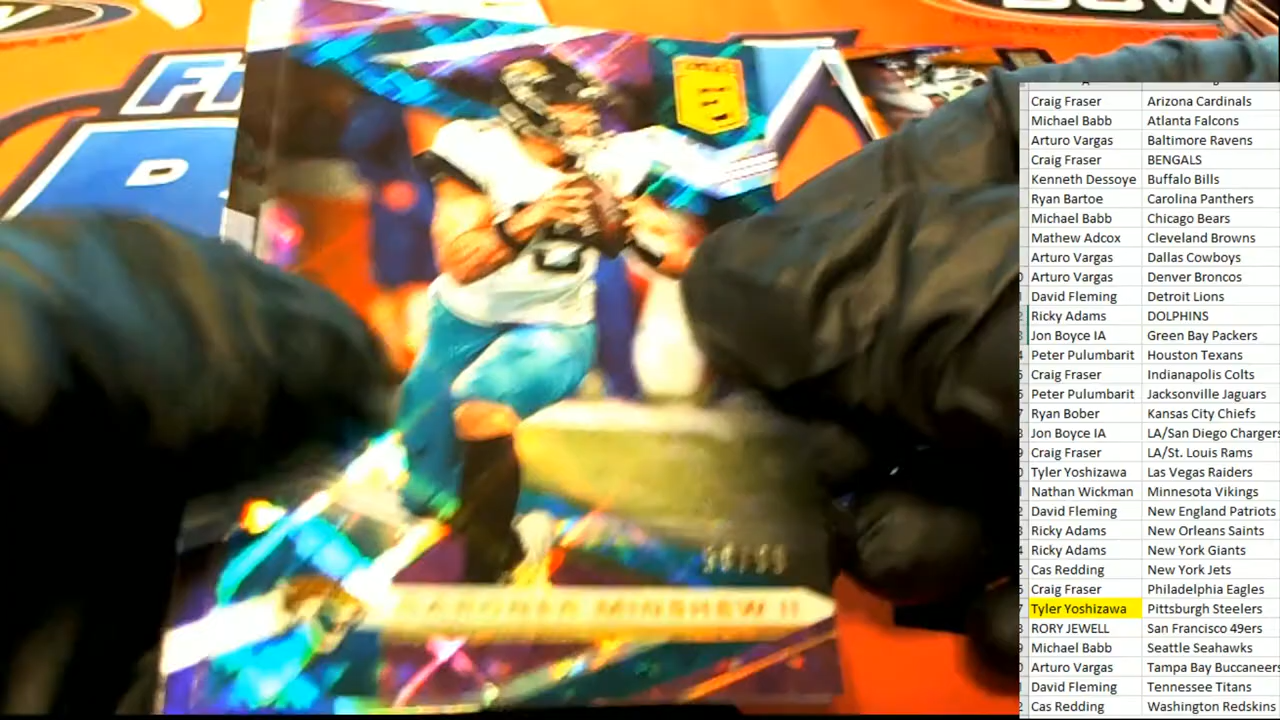 D
MINSHEW II
Craig Fraser Arizona Cardinals
Michael Babb Atlanta Falcons
Arturo Vargas Baltimore Ravens
Craig Fraser BENGALS
Kenneth Dessoye Buffalo Bills
Ryan Bartoe Carolina Panthers
Michael Babb Chicago Bears
Mathew Adcox Cleveland Browns
Arturo Vargas Dallas Cowboys
Arturo Vargas Denver Broncos
David Fleming Detroit Lions
Ricky Adams DOLPHINS
Jon Boyce IA Green Bay Packers
Peter Pulumbarit Houston Texans
Craig Fraser Indianapolis Colts
Peter Pulumbarit Jacksonville Jaguars
Ryan Bober Kansas City Chiefs
Jon Boyce IA LA/San Diego Chargers
Craig Fraser LA/St. Louis Rams
Tyler Yoshizawa Las Vegas Raiders
Nathan Wickman Minnesota Vikings
David Fleming New England Patriots
Ricky Adams New Orleans Saints
Ricky Adams New York Giants
Cas Redding New York Jets
Craig Fraser Philadelphia Eagles
Tyler Yoshizawa Pittsburgh Steelers
RORY JEWELL San Francisco 49ers
Michael Babb Seattle Seahawks
Arturo Vargas Tampa Bay Buccaneers
David Fleming Tennessee Titans
Cas Redding Washington Redskins